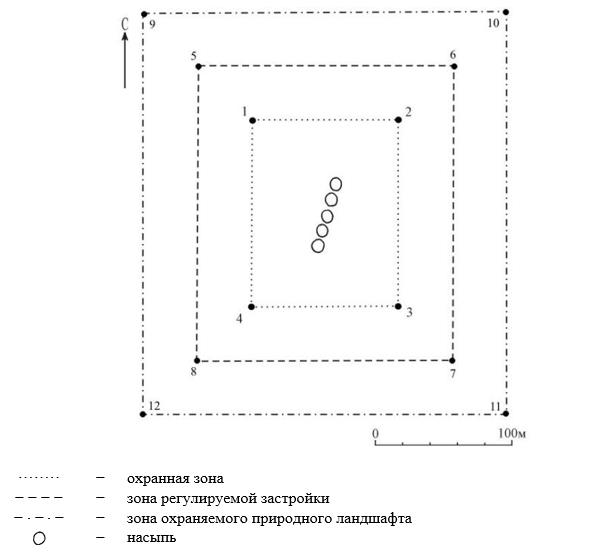 С
9
10
5
6
1
2
4
3
8
7
12
11
0
100м
– охранная зона
– зона регулируемой застройки
– зона охраняемого природного ландшафта
– насыпь